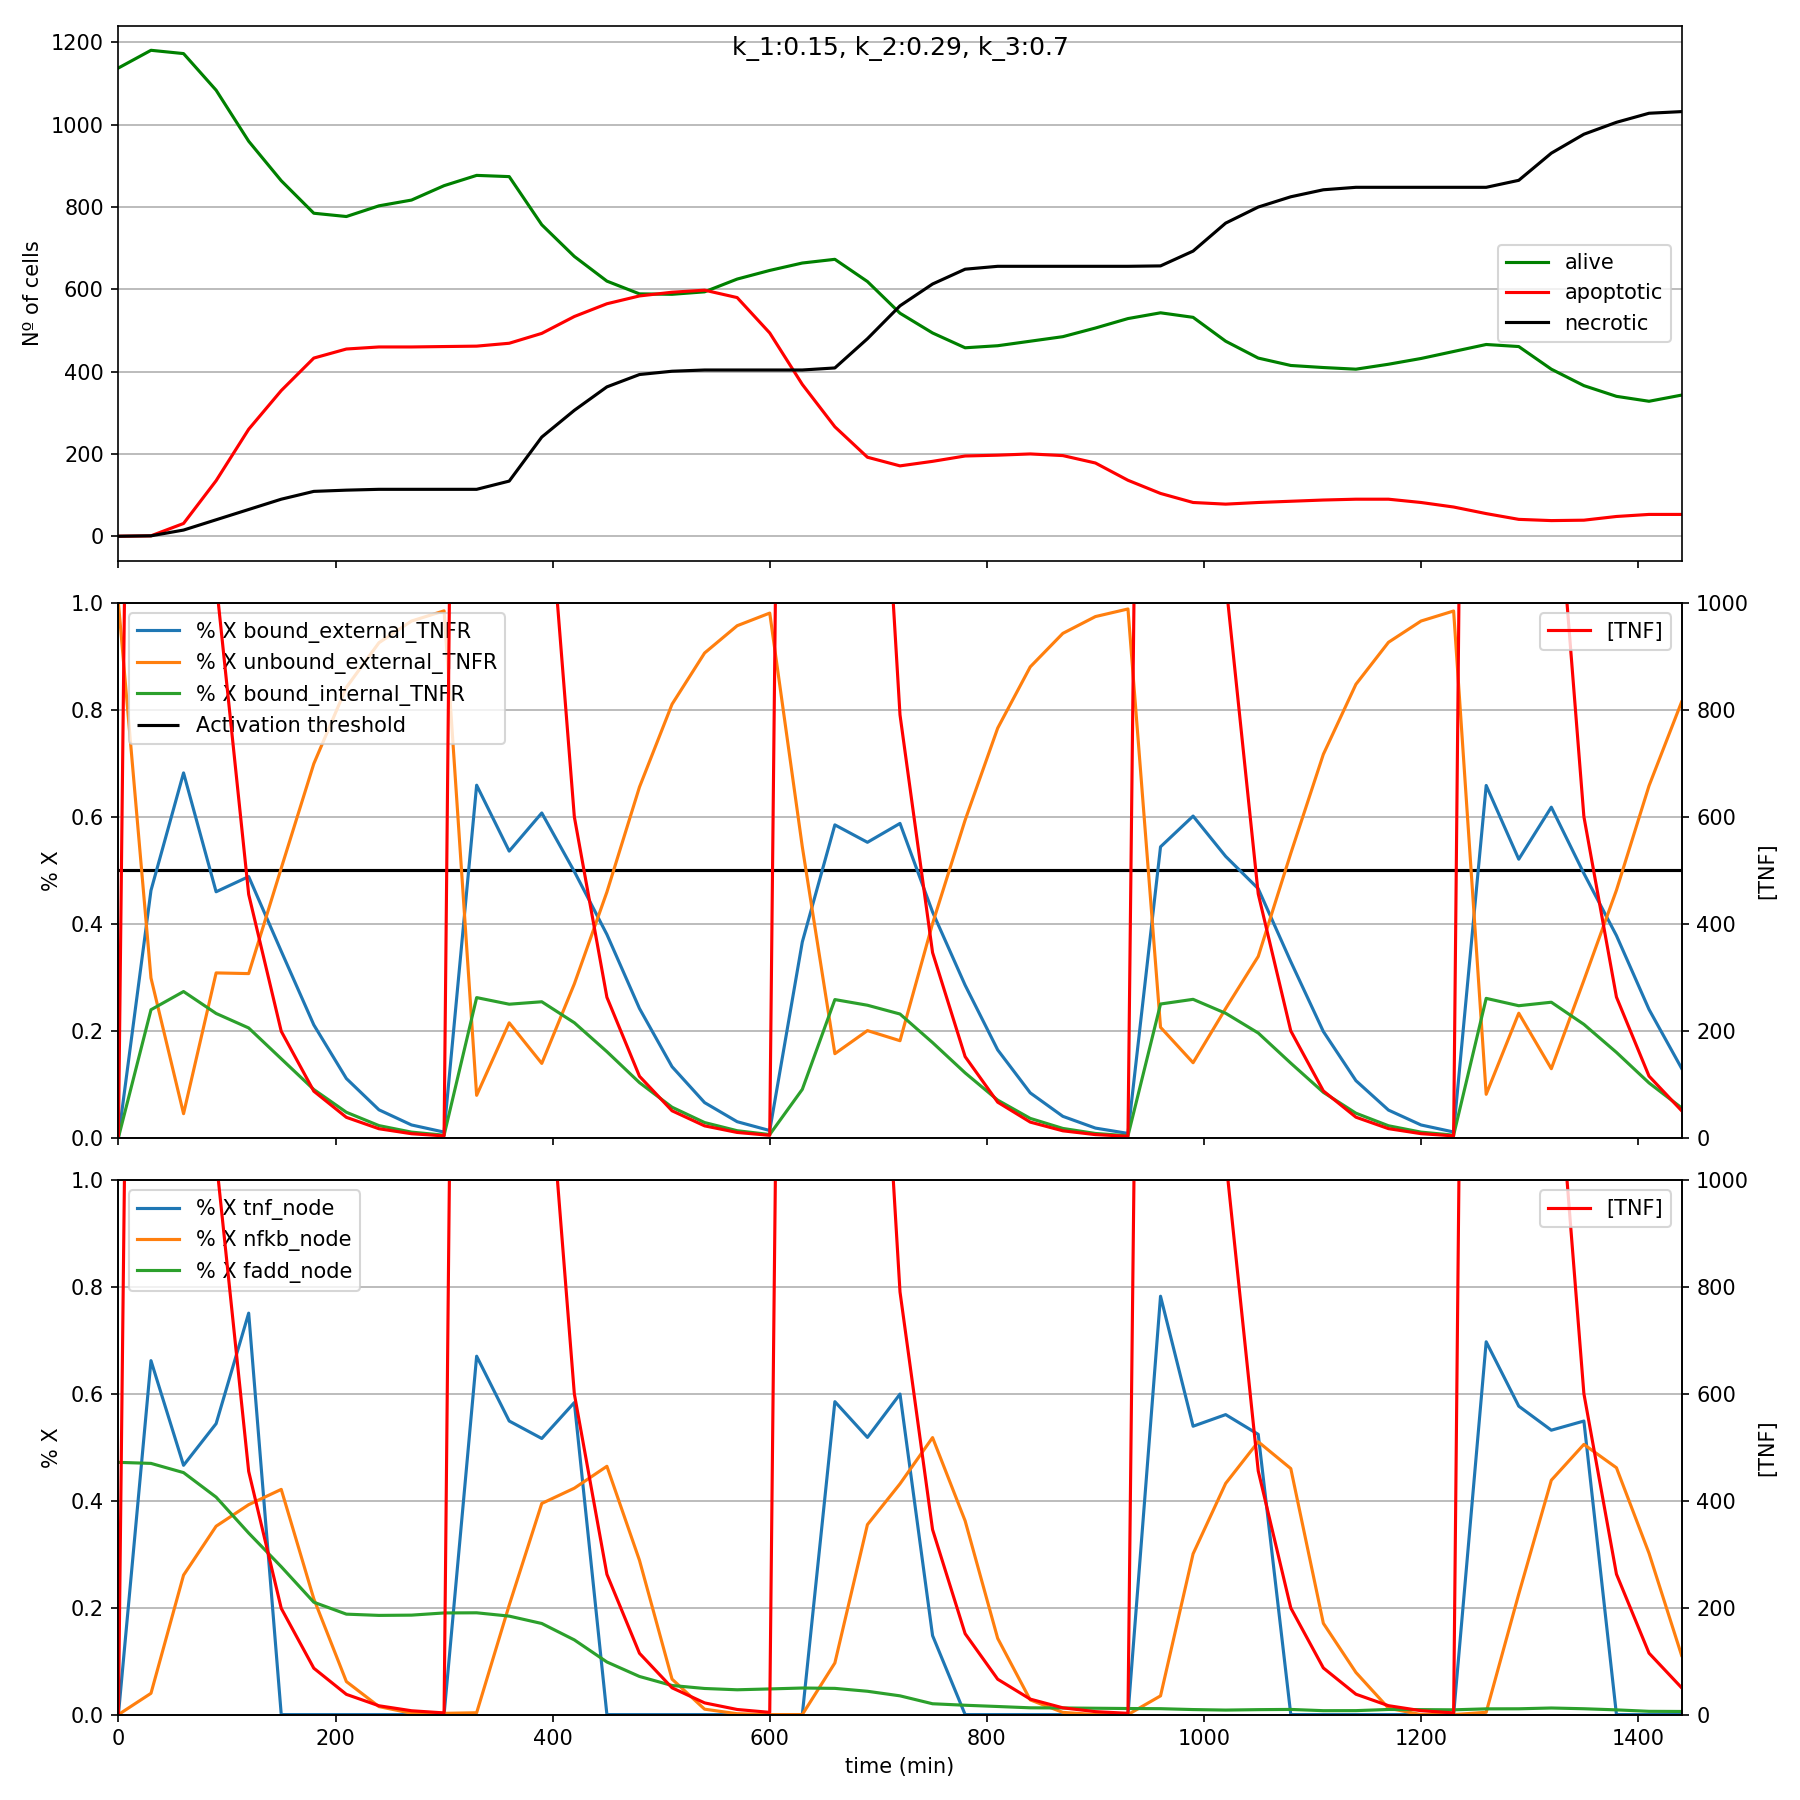 k_1:0.15, k_2:0.29, k_3:0.7
1200
1000
800
600
400
200
0
Nº of cells
alive
apoptotic
necrotic
1.0
0.8
0.6
0.4
0.2
0.0
% X
% X bound_external_TNFR
% X unbound_external_TNFR
% X bound_internal_TNFR
Activation threshold
[TNF]
1000
800
600
400
200
0
[TNF]
1.0
0.8
0.6
0.4
0.2
0.0
% X
% X tnf_node
% X nfkb_node
% X fadd_node
[TNF]
1000
800
600
400
200
0
[TNF]
0 200 400 600 800 1000 1200 1400
time (min)